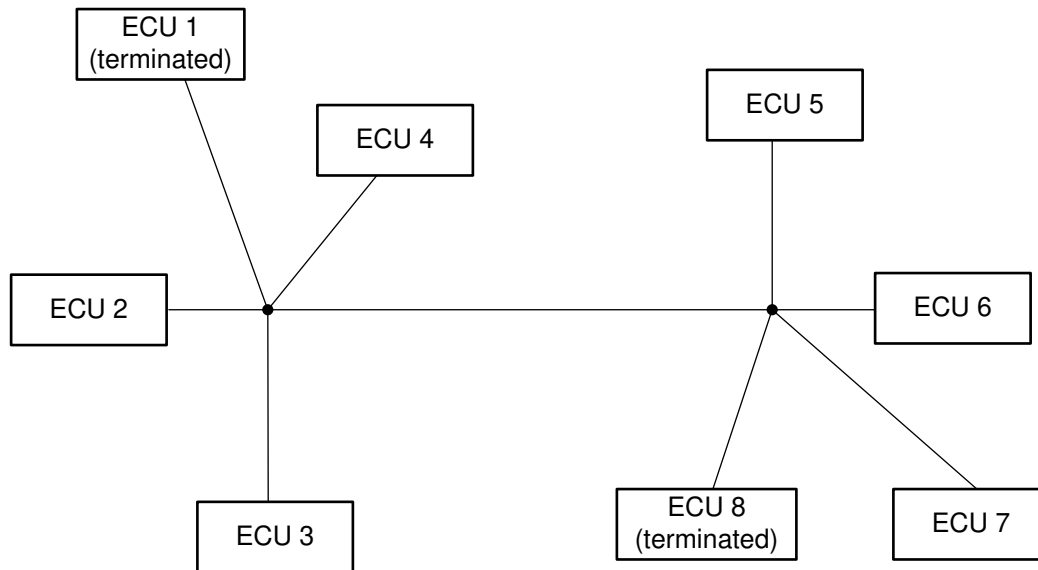 ECU 1
(terminated)
ECU 4
ECU 5
ECU 2
ECU 6
ECU 3
ECU 8
(terminated)
ECU 7